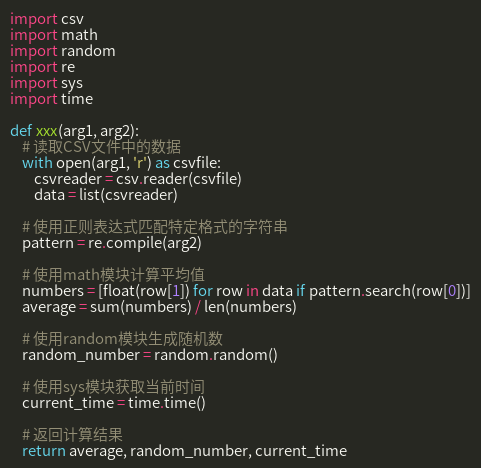 import csv
import math
import random
import re
import sys
import time

def xxx(arg1, arg2):
    # 读取CSV文件中的数据
    with open(arg1, 'r') as csvfile:
        csvreader = csv.reader(csvfile)
        data = list(csvreader)

    # 使用正则表达式匹配特定格式的字符串
    pattern = re.compile(arg2)

    # 使用math模块计算平均值
    numbers = [float(row[1]) for row in data if pattern.search(row[0])]
    average = sum(numbers) / len(numbers)

    # 使用random模块生成随机数
    random_number = random.random()

    # 使用sys模块获取当前时间
    current_time = time.time()

    # 返回计算结果
    return average, random_number, current_time